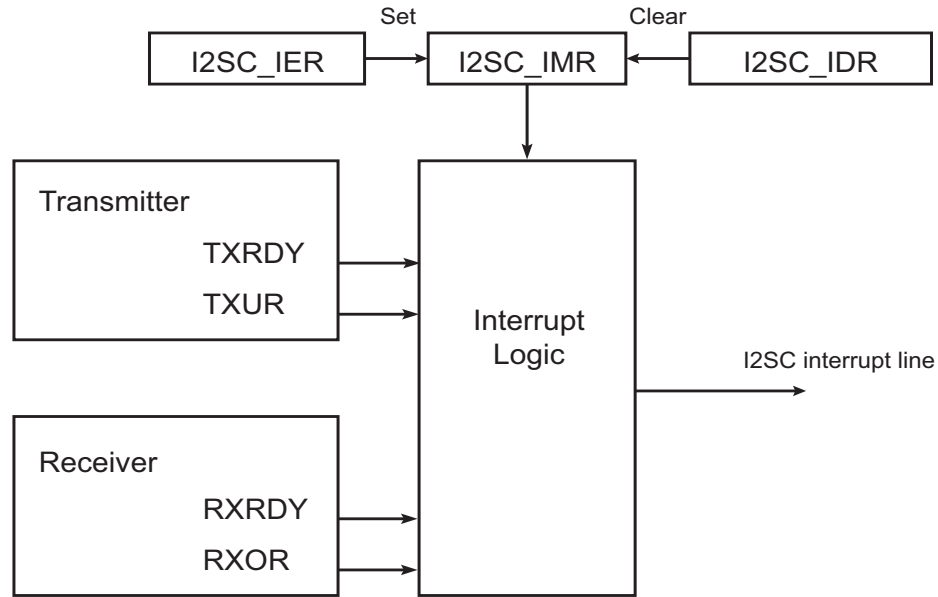 Set
Clear
I2SC_IER
I2SC_IMR
I2SC_IDR
Transmitter
TXRDY
TXUR
Interrupt
Logic
I2SC interrupt line
Receiver
RXRDY
RXOR